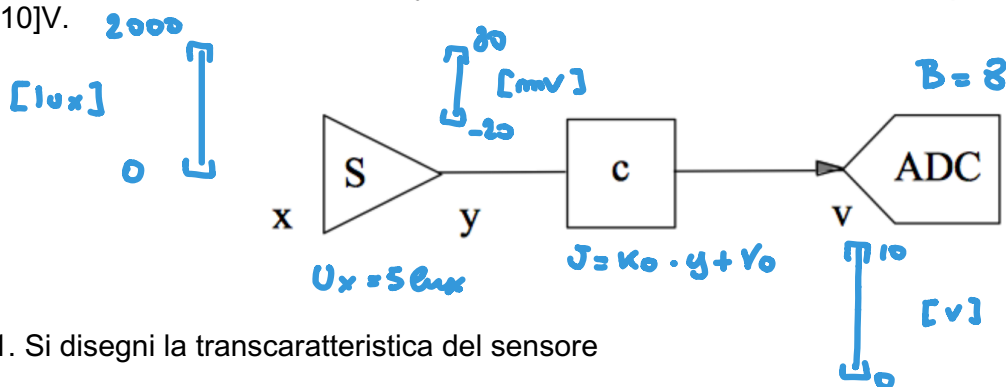 10]V.
2000
[lux]
0
20
[mV]
-20
B = 8
S
c
ADC
x
y
v
Ux = 5 lux
J = K0 · y + V0
10
[v]
0
1. Si disegni la transcaratteristica del sensore